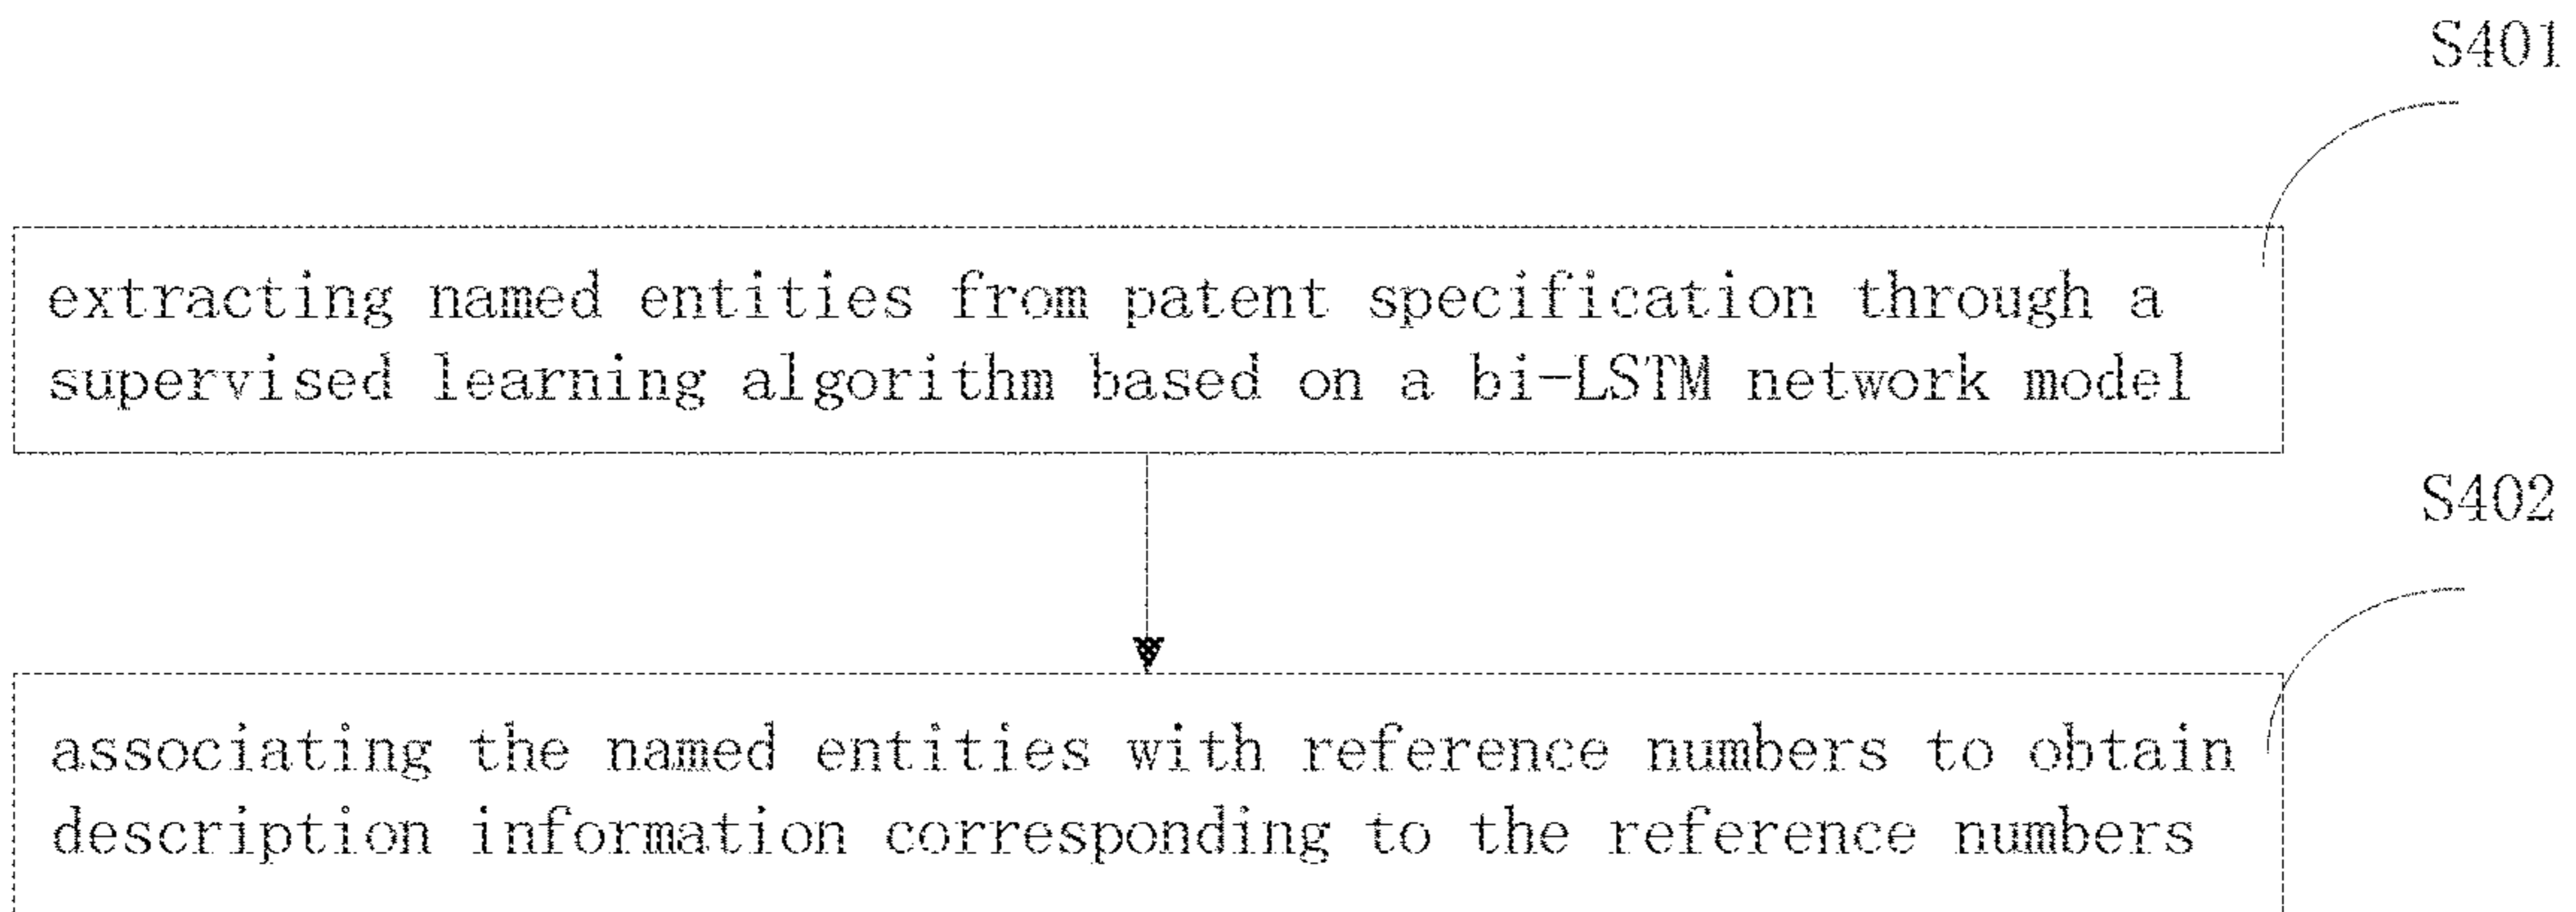 S401
extracting named entities from patent specification through a
supervised learning algorithm based on a bi-LSTM network model
S402
associating the named entities with reference numbers to obtain
description information corresponding to the reference numbers